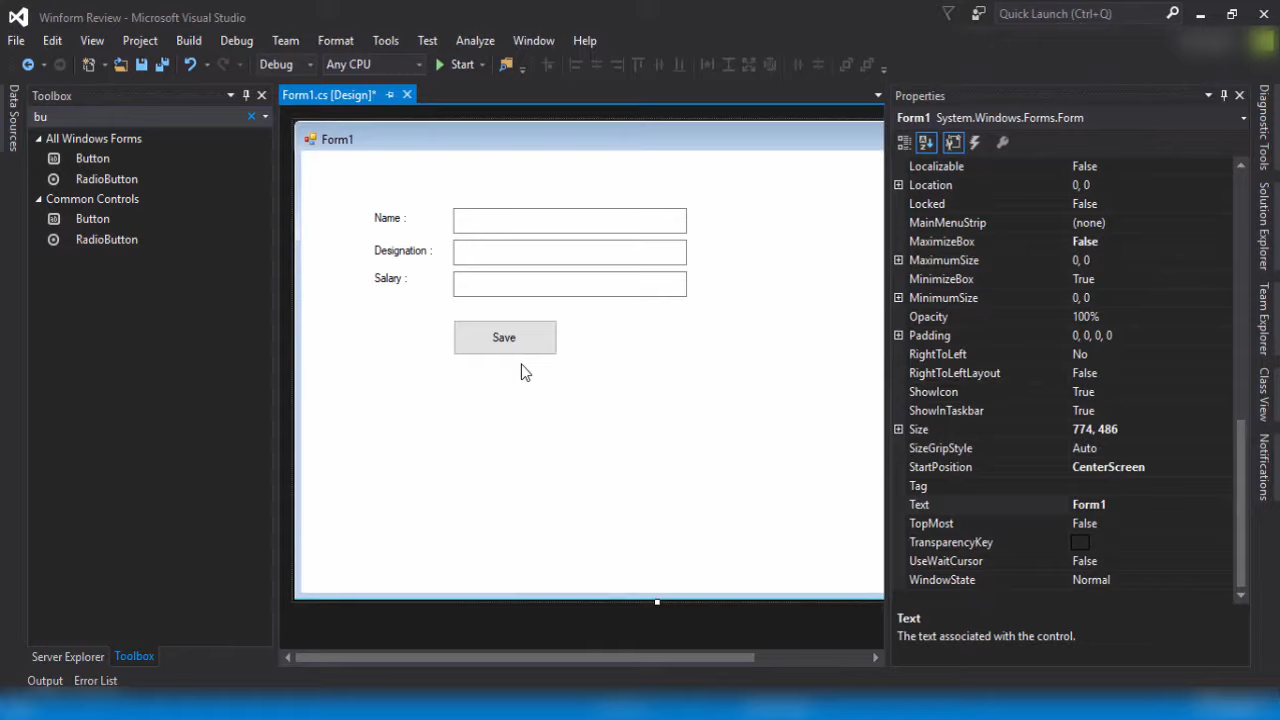 Winform Review - Microsoft Visual Studio
Quick Launch (Ctrl+Q)
File Edit View Project Build Debug Team Format Tools Test Analyze Window Help
Debug Any CPU Start
Data Sources
Toolbox
bu
All Windows Forms
Button
RadioButton
Common Controls
Button
RadioButton
Server Explorer Toolbox
Output Error List
Form1.cs [Design]*
Form1
Name :
Designation :
Salary :
Save
Properties
Form1 System.Windows.Forms.Form
Localizable False
Location 0, 0
Locked False
MainMenuStrip (none)
MaximizeBox False
MaximumSize 0, 0
MinimizeBox True
MinimumSize 0, 0
Opacity 100%
Padding 0, 0, 0, 0
RightToLeft No
RightToLeftLayout False
ShowIcon True
ShowInTaskbar True
Size 774, 486
SizeGripStyle Auto
StartPosition CenterScreen
Tag
Text Form1
TopMost False
TransparencyKey
UseWaitCursor False
WindowState Normal
Text
The text associated with the control.
Diagnostic Tools
Solution Explorer
Team Explorer
Class View
Notifications